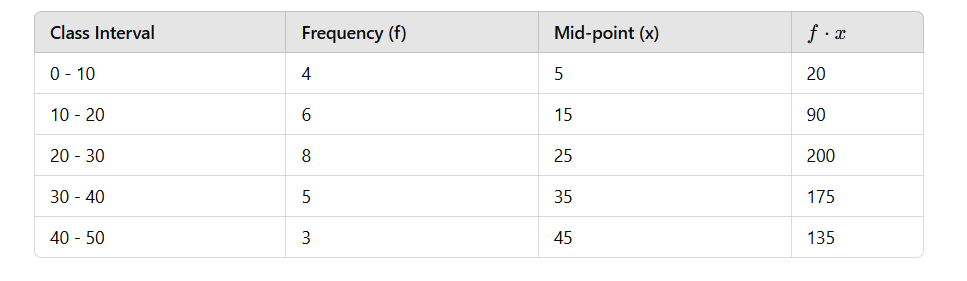 Class Interval Frequency (f) Mid-point (x) f · x
0 - 10 4 5 20
10 - 20 6 15 90
20 - 30 8 25 200
30 - 40 5 35 175
40 - 50 3 45 135